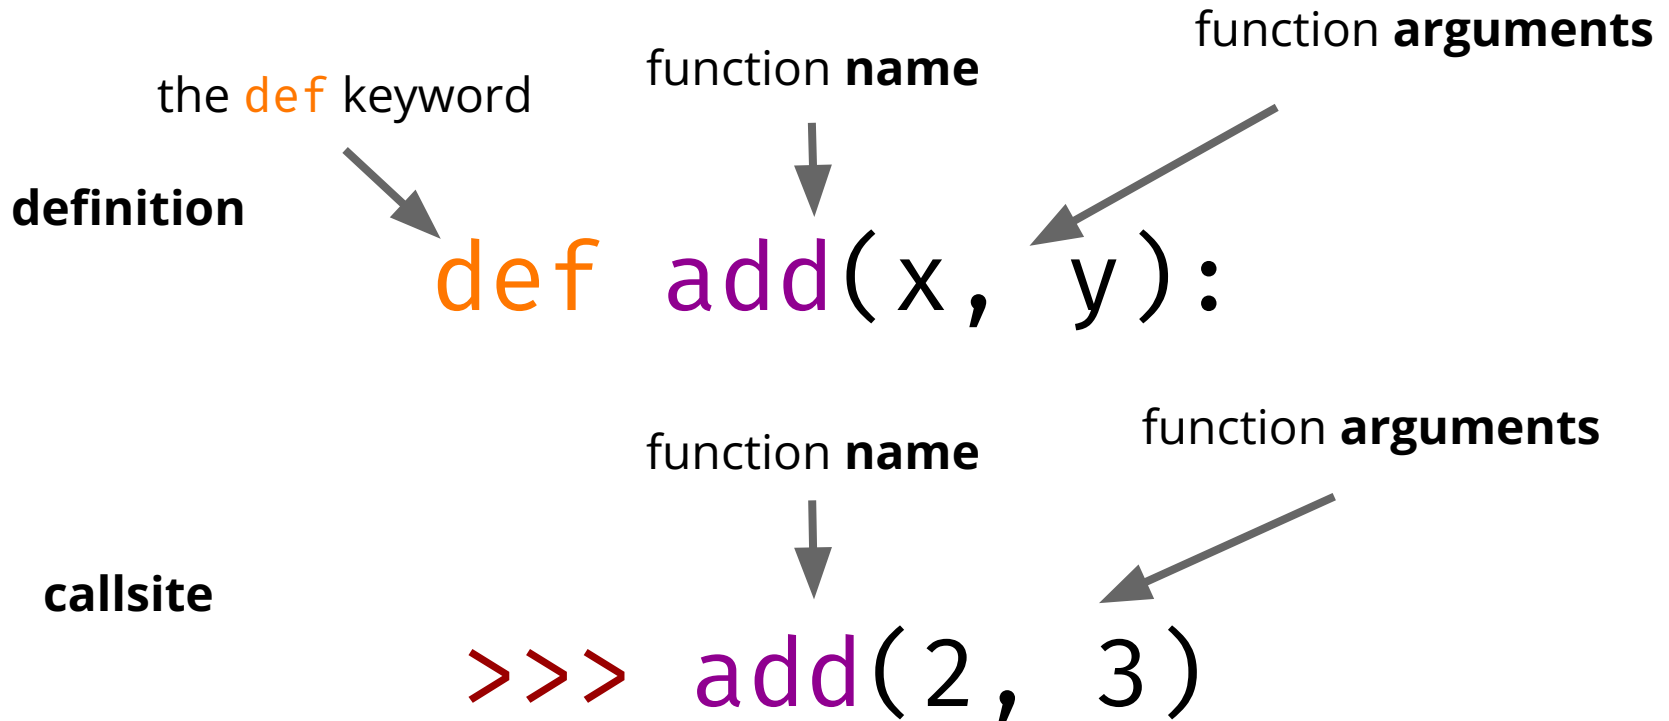 function arguments
function name
the def keyword
definition
def add(x, y):
function arguments
function name
callsite
>>> add(2, 3)